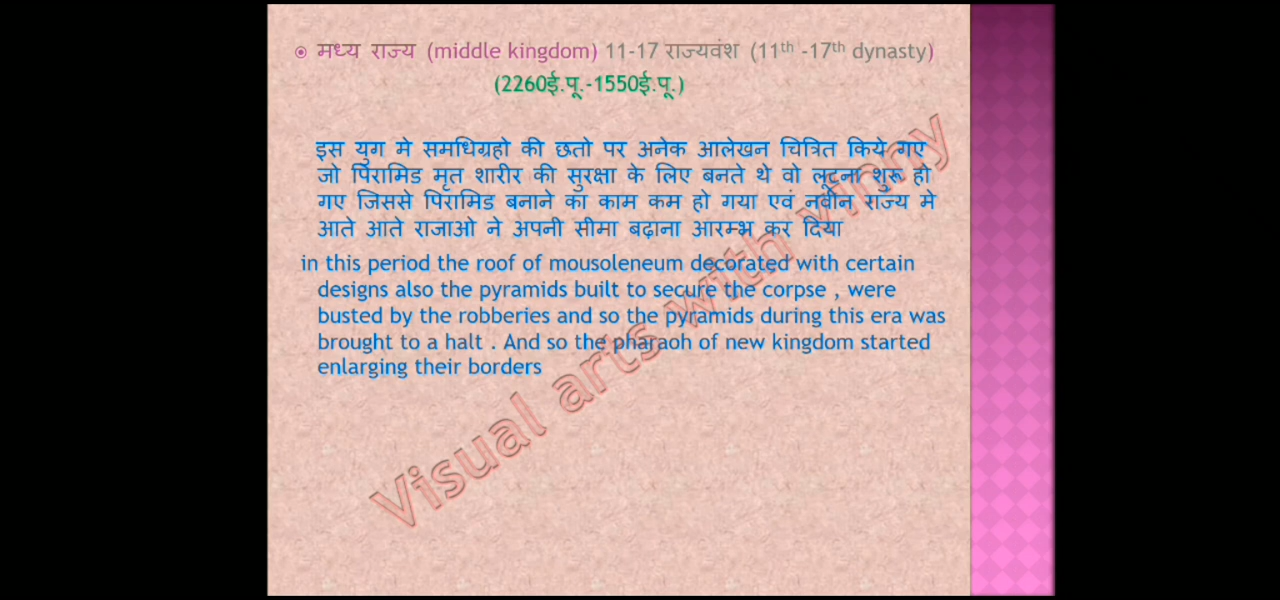 मध्य राज्य (middle kingdom) 11-17 राज्यवंश (11th -17th dynasty)
(2260ई.पू.-1550ई.पू.)
इस युग मे समधिग्रहो की छतो पर अनेक आलेखन चित्रित किये गए
जो पिरामिड मृत शारीर की सुरक्षा के लिए बनते थे वो लूटना शुरू हो
गए जिससे पिरामिड बनाने का काम कम हो गया एवं नवीन राज्य मे
आते आते राजाओ ने अपनी सीमा बढ़ाना आरम्भ कर दिया
in this period the roof of mousoleneum decorated with certain
designs also the pyramids built to secure the corpse , were
busted by the robberies and so the pyramids during this era was
brought to a halt . And so the pharaoh of new kingdom started
enlarging their borders
Visual arts with vinny